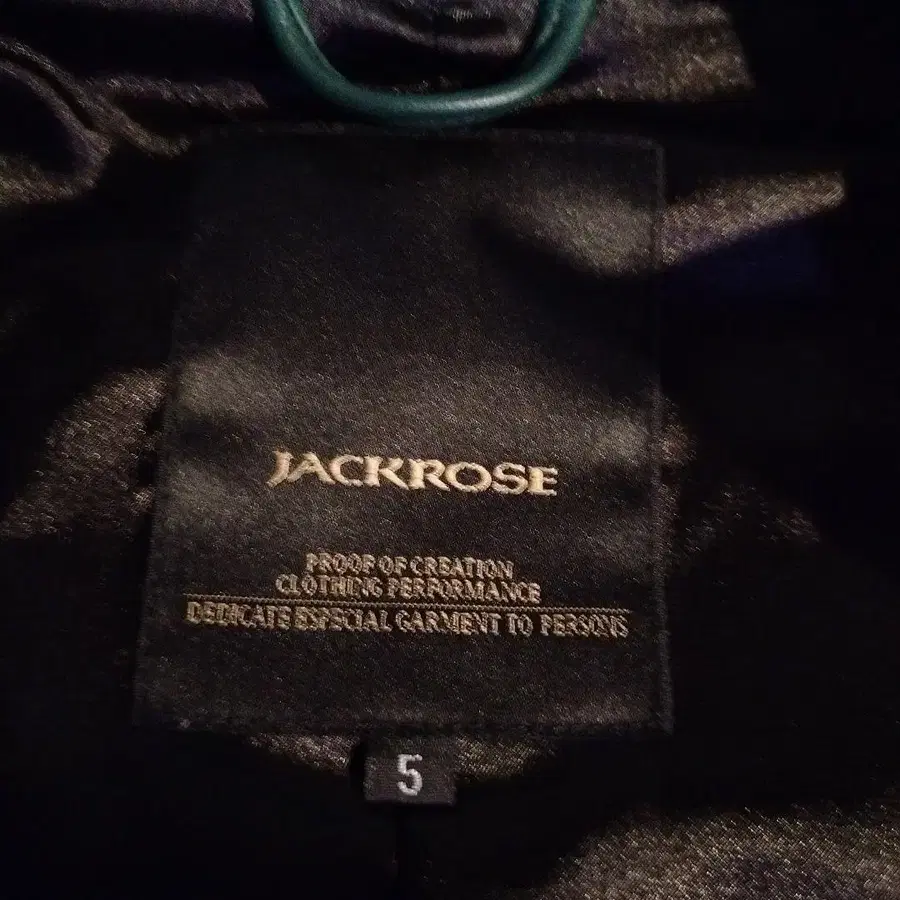 JACKROSE
PROOF OF CREATION
CLOTHING PERFORMANCE
DEDICATE ESPECIAL GARMENT TO PERSONS
5